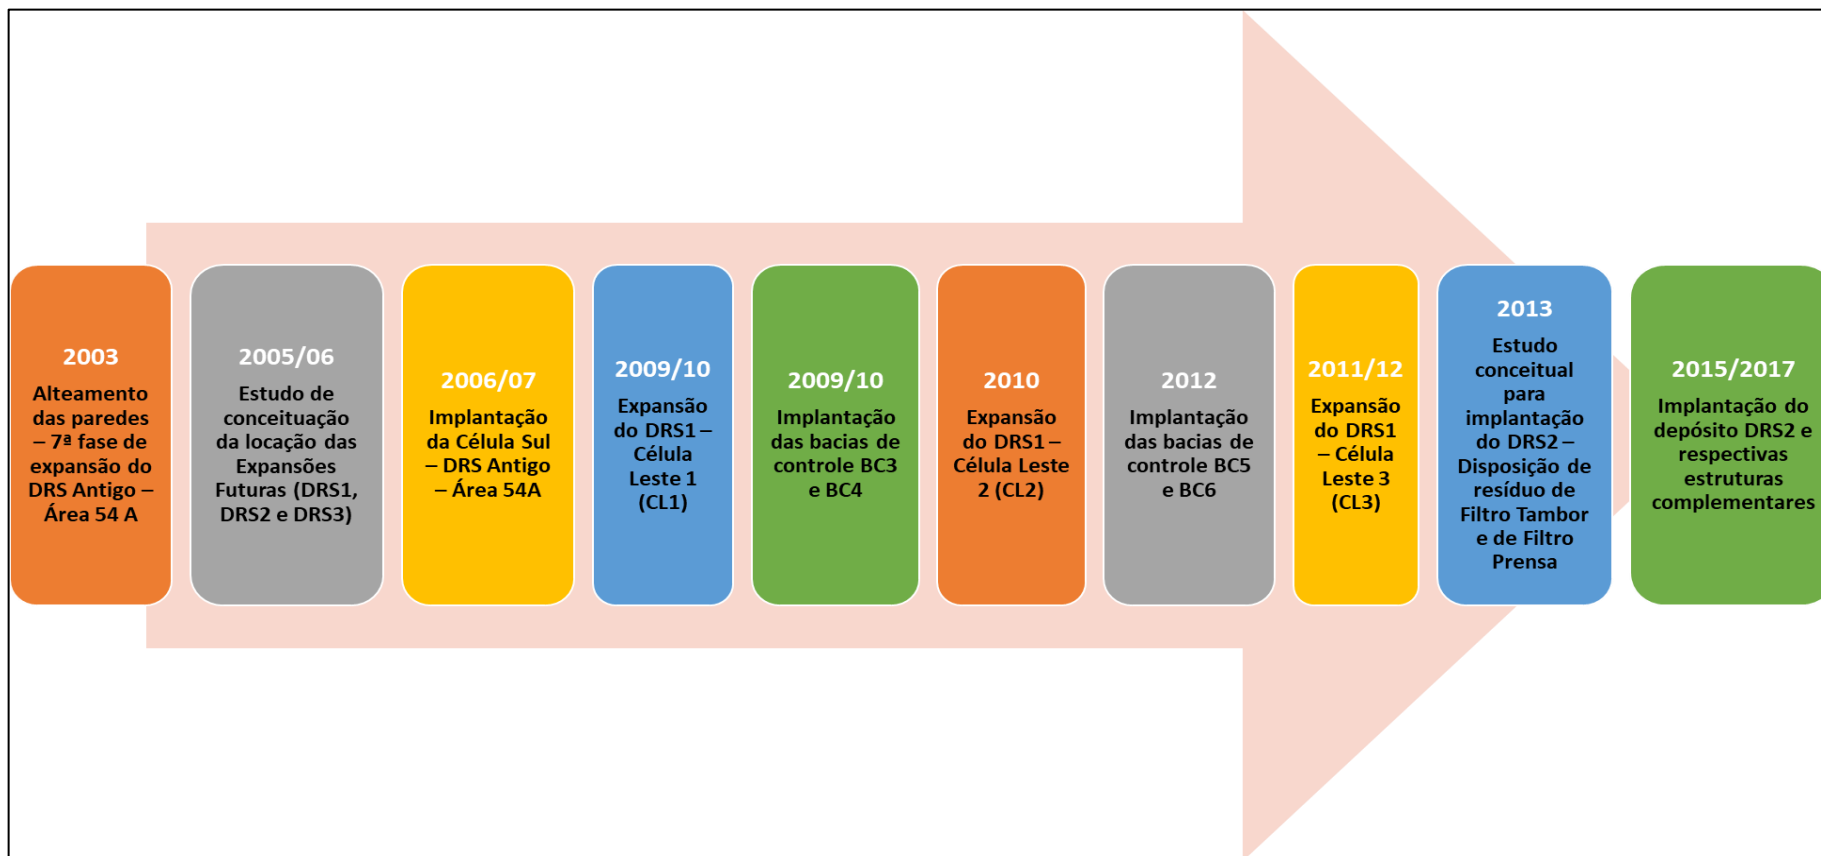 2003
Alteamento
das paredes
– 7ª fase de
expansão do
DRS Antigo –
Área 54 A
2005/06
Estudo de
conceituação
da locação das
Expansões
Futuras (DRS1,
DRS2 e DRS3)
2006/07
Implantação
da Célula Sul
– DRS Antigo
– Área 54A
2009/10
Expansão
do DRS1 –
Célula
Leste 1
(CL1)
2009/10
Implantação
das bacias de
controle BC3
e BC4
2010
Expansão
do DRS1 –
Célula Leste
2 (CL2)
2012
Implantação
das bacias de
controle BC5
e BC6
2011/12
Expansão
do DRS1
– Célula
Leste 3
(CL3)
2013
Estudo
conceitual
para
implantação
do DRS2 –
Disposição de
resíduo de
Filtro Tambor
e de Filtro
Prensa
2015/2017
Implantação do
depósito DRS2 e
respectivas
estruturas
complementares